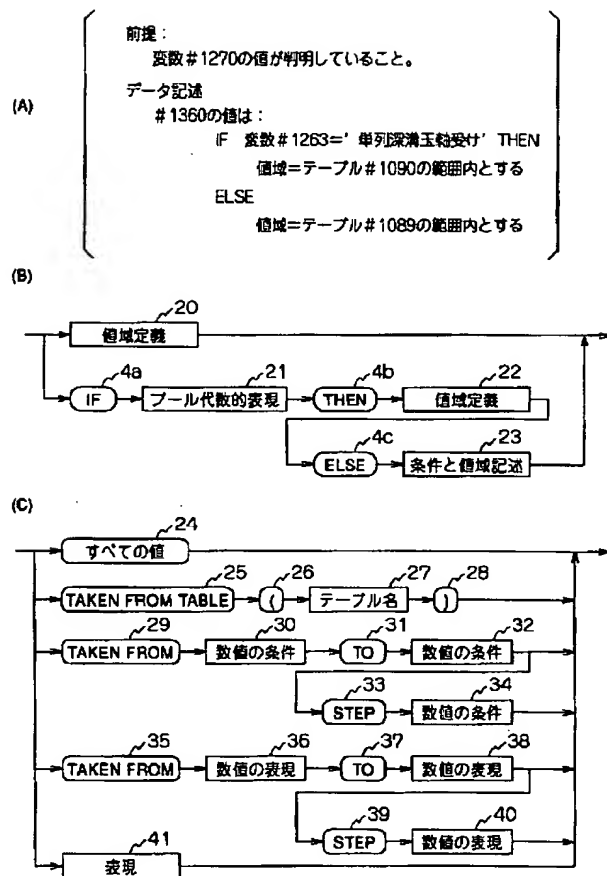 (A)
前提：
変数＃1270の値が判明していること。
データ記述
＃1360の値は：
IF 変数＃1263=' 単列深溝玉軸受け' THEN
値域=テーブル＃1090の範囲内とする
ELSE
値域=テーブル＃1089の範囲内とする
(B)
20
値域定義
4a 21 4b 22
IF ブール代数的表現 THEN 値域定義
4c 23
ELSE 条件と値域記述
(C)
24
すべての値
25 26 27 28
TAKEN FROM TABLE ( テーブル名 )
29 30 31 32
TAKEN FROM 数値の条件 TO 数値の条件
33 34
STEP 数値の条件
35 36 37 38
TAKEN FROM 数値の表現 TO 数値の表現
39 40
STEP 数値の表現
41
表現